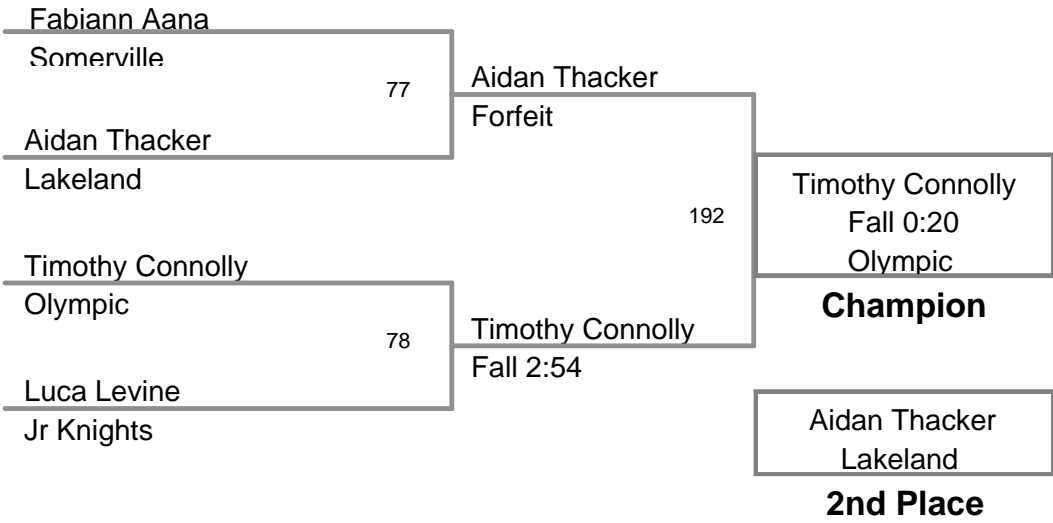 Fabiann Aana
Somerville
77
Aidan Thacker
Forfeit
Aidan Thacker
Lakeland
192
Timothy Connolly
Fall 0:20
Olympic
Champion
Timothy Connolly
Olympic
78
Timothy Connolly
Fall 2:54
Luca Levine
Jr Knights
Aidan Thacker
Lakeland
2nd Place